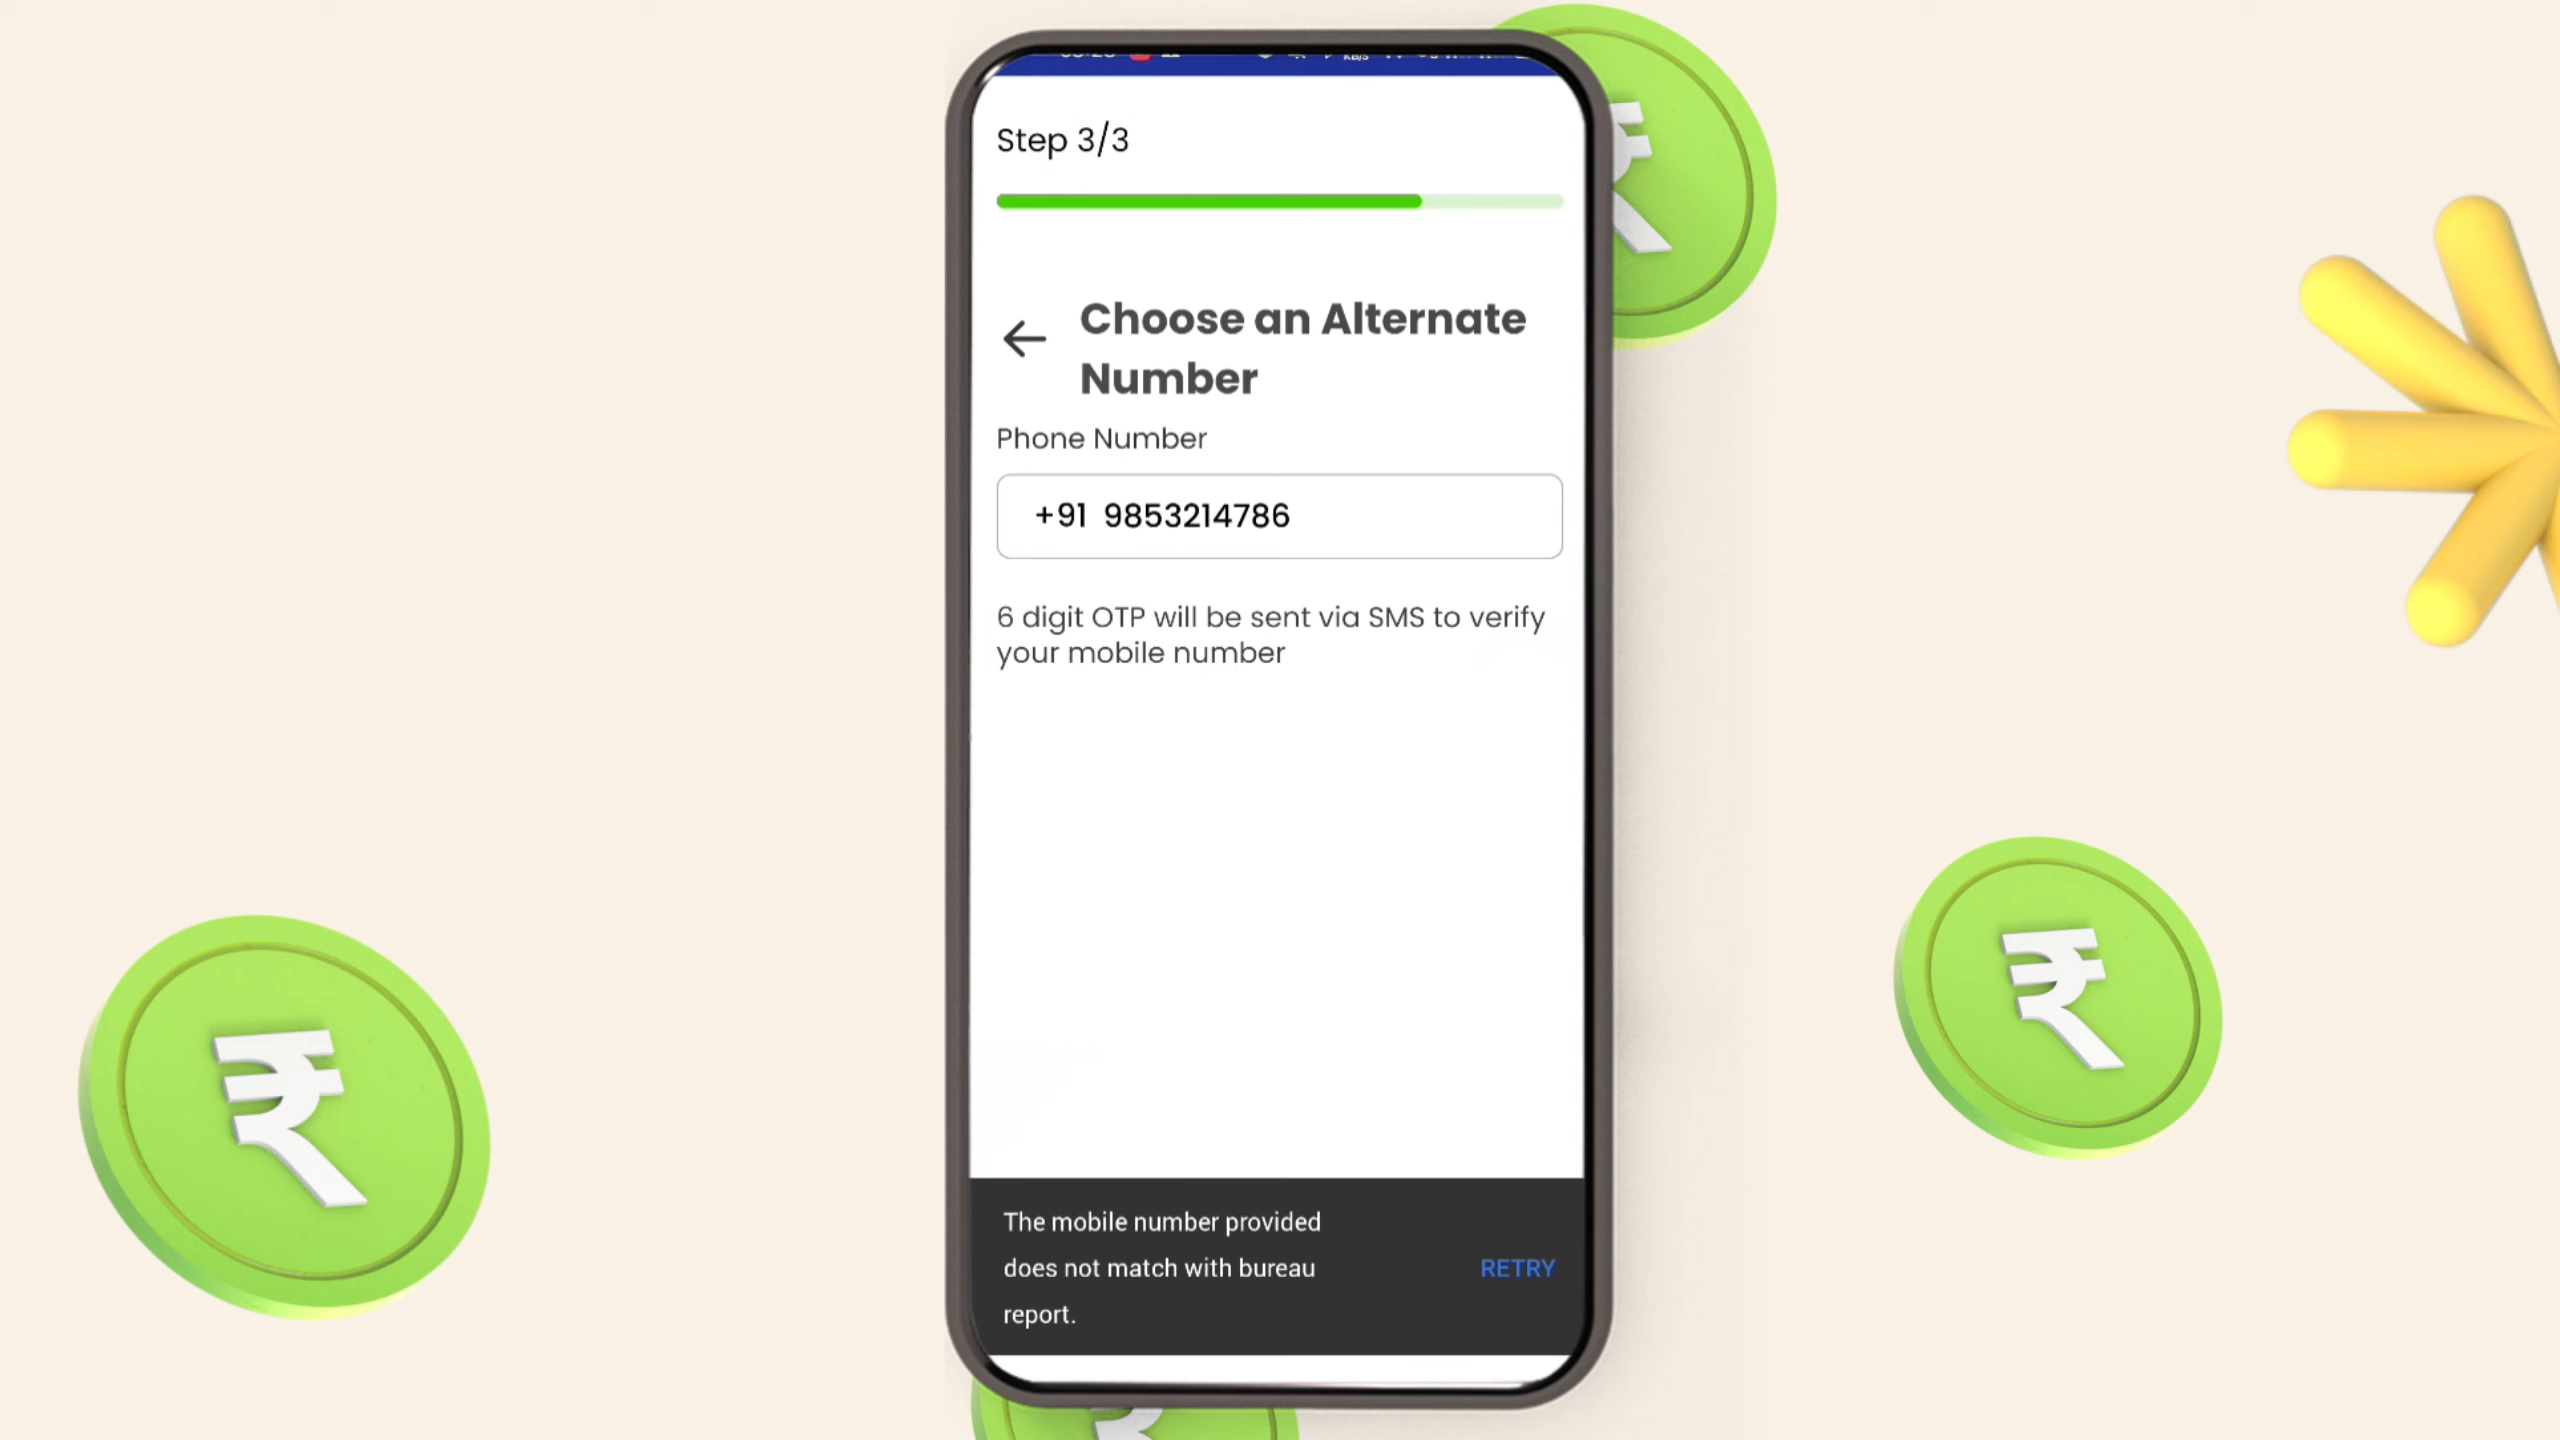 KB/s
Step 3/3
Choose an Alternate
Number
Phone Number
+91 9853214786
6 digit OTP will be sent via SMS to verify
your mobile number
The mobile number provided
does not match with bureau
report.
RETRY
₹
₹